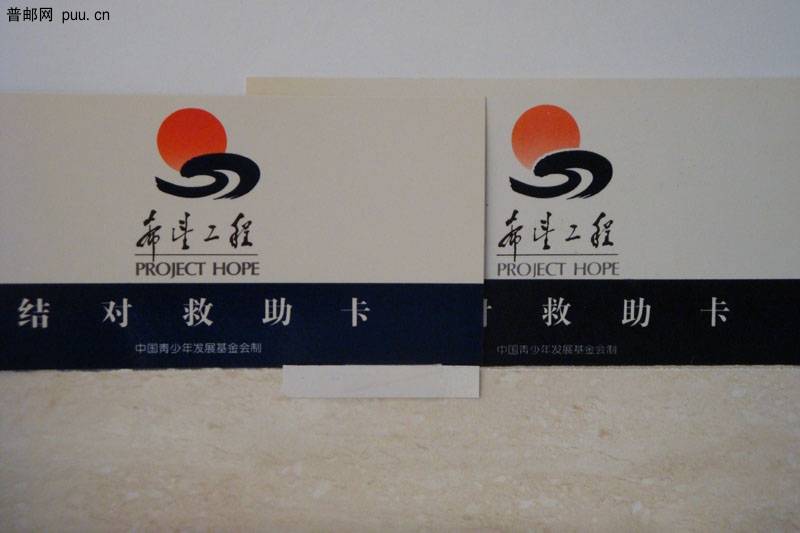 普邮网 puu.cn
希望工程
PROJECT HOPE
结对救助卡
中国青少年发展基金会制
希望工程
PROJECT HOPE
救助卡
中国青少年发展基金会制